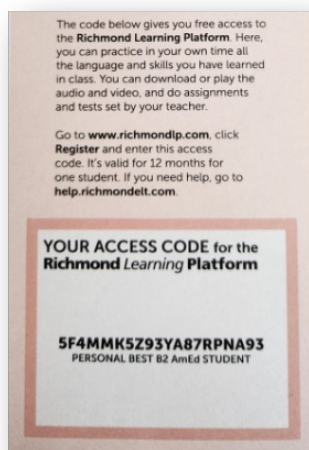 The code below gives you free access to
the Richmond Learning Platform. Here,
you can practice in your own time all
the language and skills you have learned
in class. You can download or play the
audio and video, and do assignments
and tests set by your teacher.
Go to www.richmondlp.com, click
Register and enter this access
code. It's valid for 12 months for
one student. If you need help, go to
help.richmondelt.com.
YOUR ACCESS CODE for the
Richmond Learning Platform
5F4MMK5Z93YA87RPNA93
PERSONAL BEST B2 AmEd STUDENT